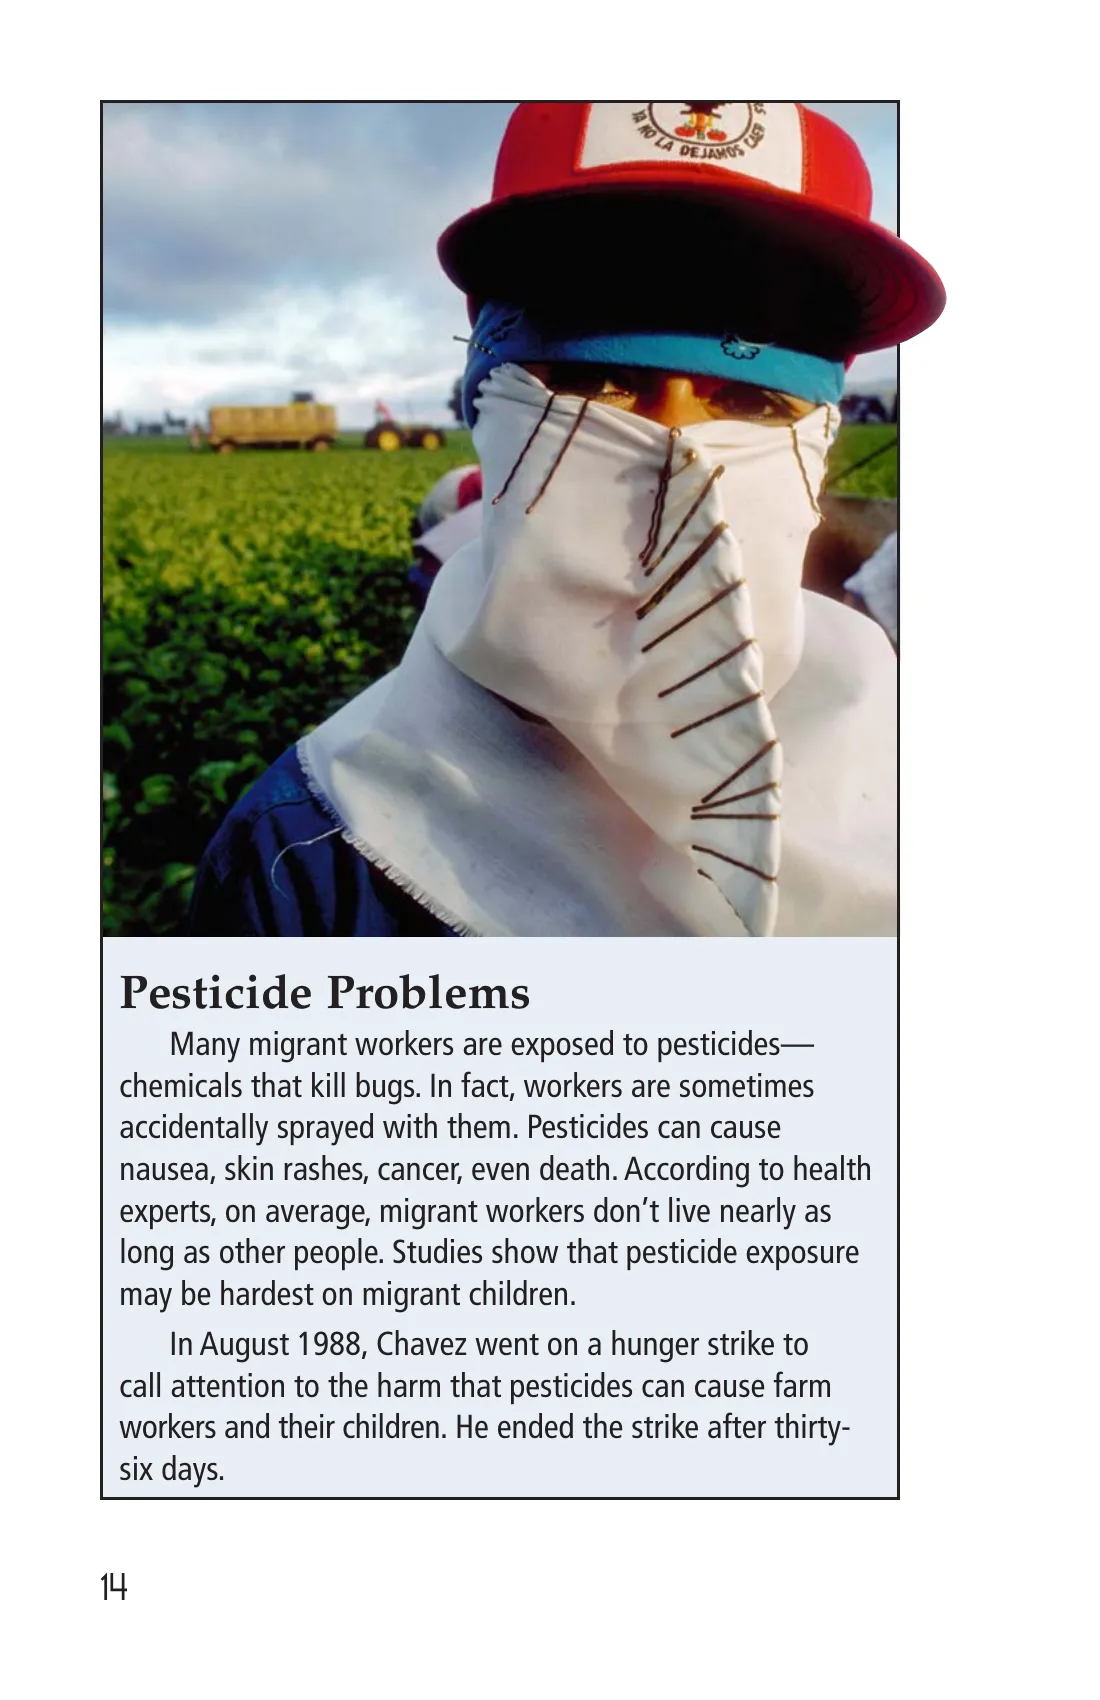 YA NO LA DEJAMOS CAER
Pesticide Problems
Many migrant workers are exposed to pesticides—
chemicals that kill bugs. In fact, workers are sometimes
accidentally sprayed with them. Pesticides can cause
nausea, skin rashes, cancer, even death. According to health
experts, on average, migrant workers don’t live nearly as
long as other people. Studies show that pesticide exposure
may be hardest on migrant children.
In August 1988, Chavez went on a hunger strike to
call attention to the harm that pesticides can cause farm
workers and their children. He ended the strike after thirty-
six days.
14